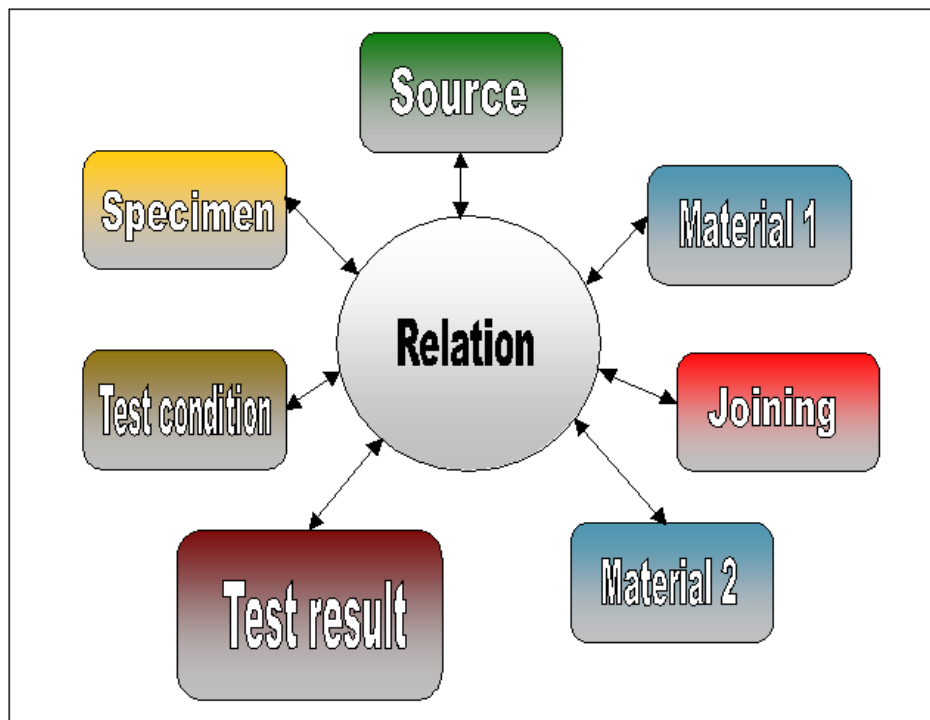 Source
Specimen
Material 1
Relation
Test condition
Joining
Material 2
Test result